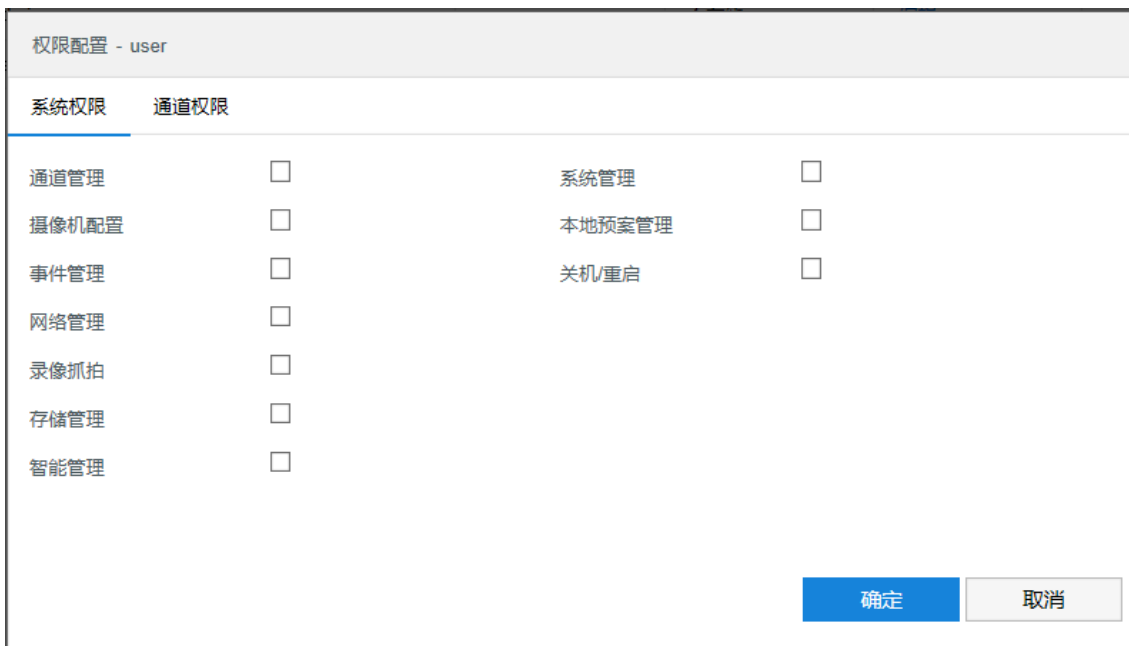 权限配置 - user
系统权限 通道权限
通道管理 系统管理
摄像机配置 本地预案管理
事件管理 关机/重启
网络管理
录像抓拍
存储管理
智能管理
确定 取消